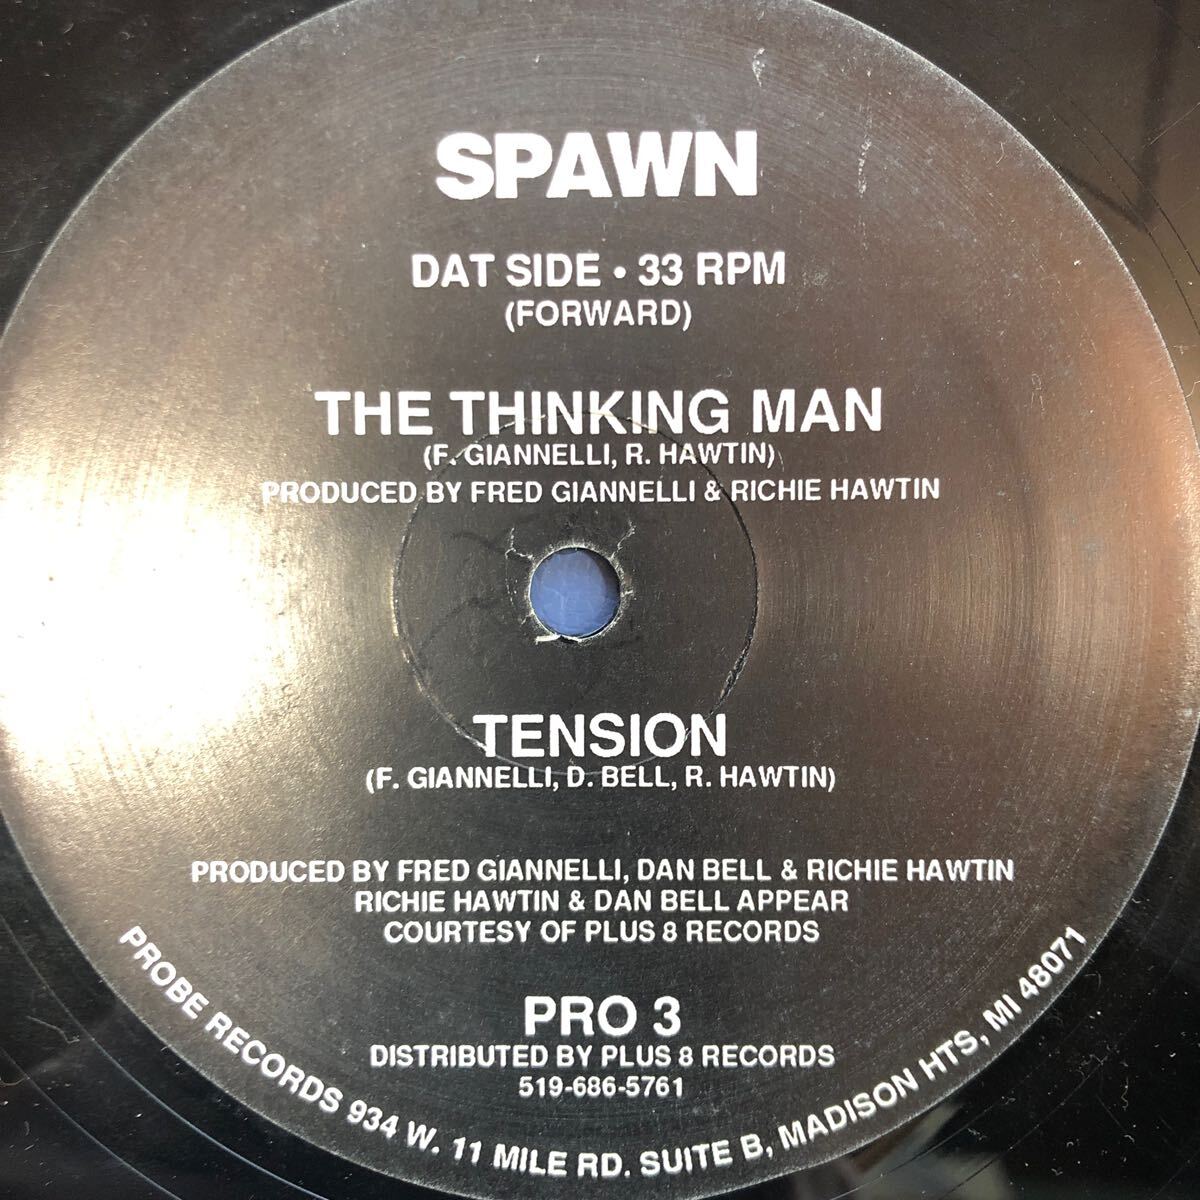 SPAWN
DAT SIDE • 33 RPM
(FORWARD)
THE THINKING MAN
(F. GIANNELLI, R. HAWTIN)
PRODUCED BY FRED GIANNELLI & RICHIE HAWTIN
TENSION
(F. GIANNELLI, D. BELL, R. HAWTIN)
PRODUCED BY FRED GIANNELLI, DAN BELL & RICHIE HAWTIN
RICHIE HAWTIN & DAN BELL APPEAR
COURTESY OF PLUS 8 RECORDS
PRO 3
DISTRIBUTED BY PLUS 8 RECORDS
519-686-5761
PROBE RECORDS 934 W. 11 MILE RD. SUITE B, MADISON HTS, MI 48071